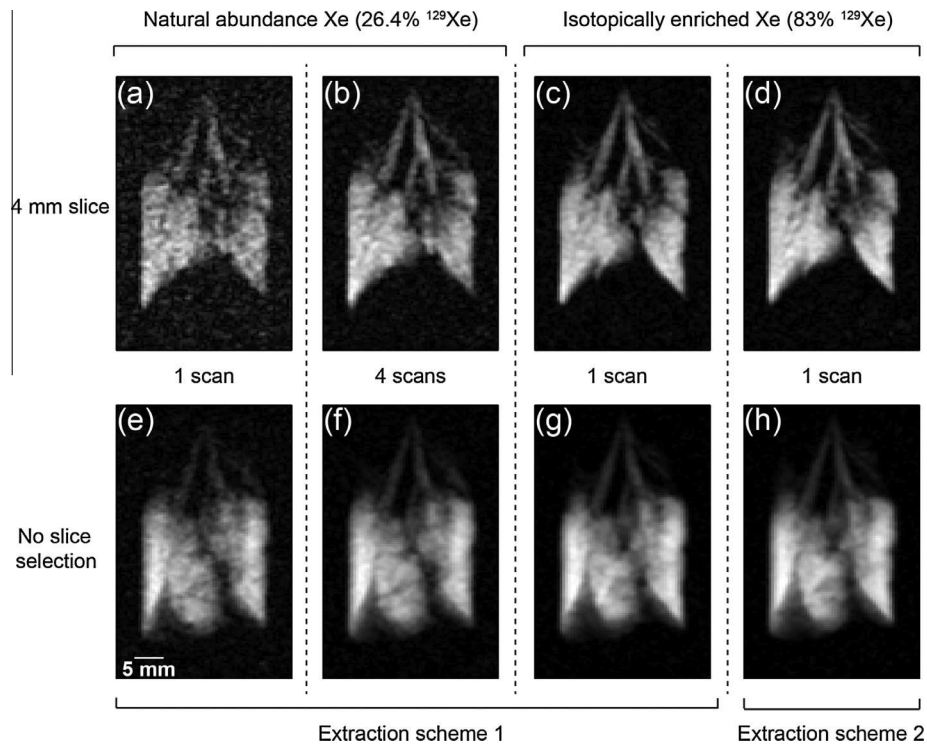 Natural abundance Xe (26.4% ¹²⁹Xe)
Isotopically enriched Xe (83% ¹²⁹Xe)
(a)
(b)
(c)
(d)
4 mm slice
1 scan
4 scans
1 scan
1 scan
(e)
(f)
(g)
(h)
No slice
selection
5 mm
Extraction scheme 1
Extraction scheme 2